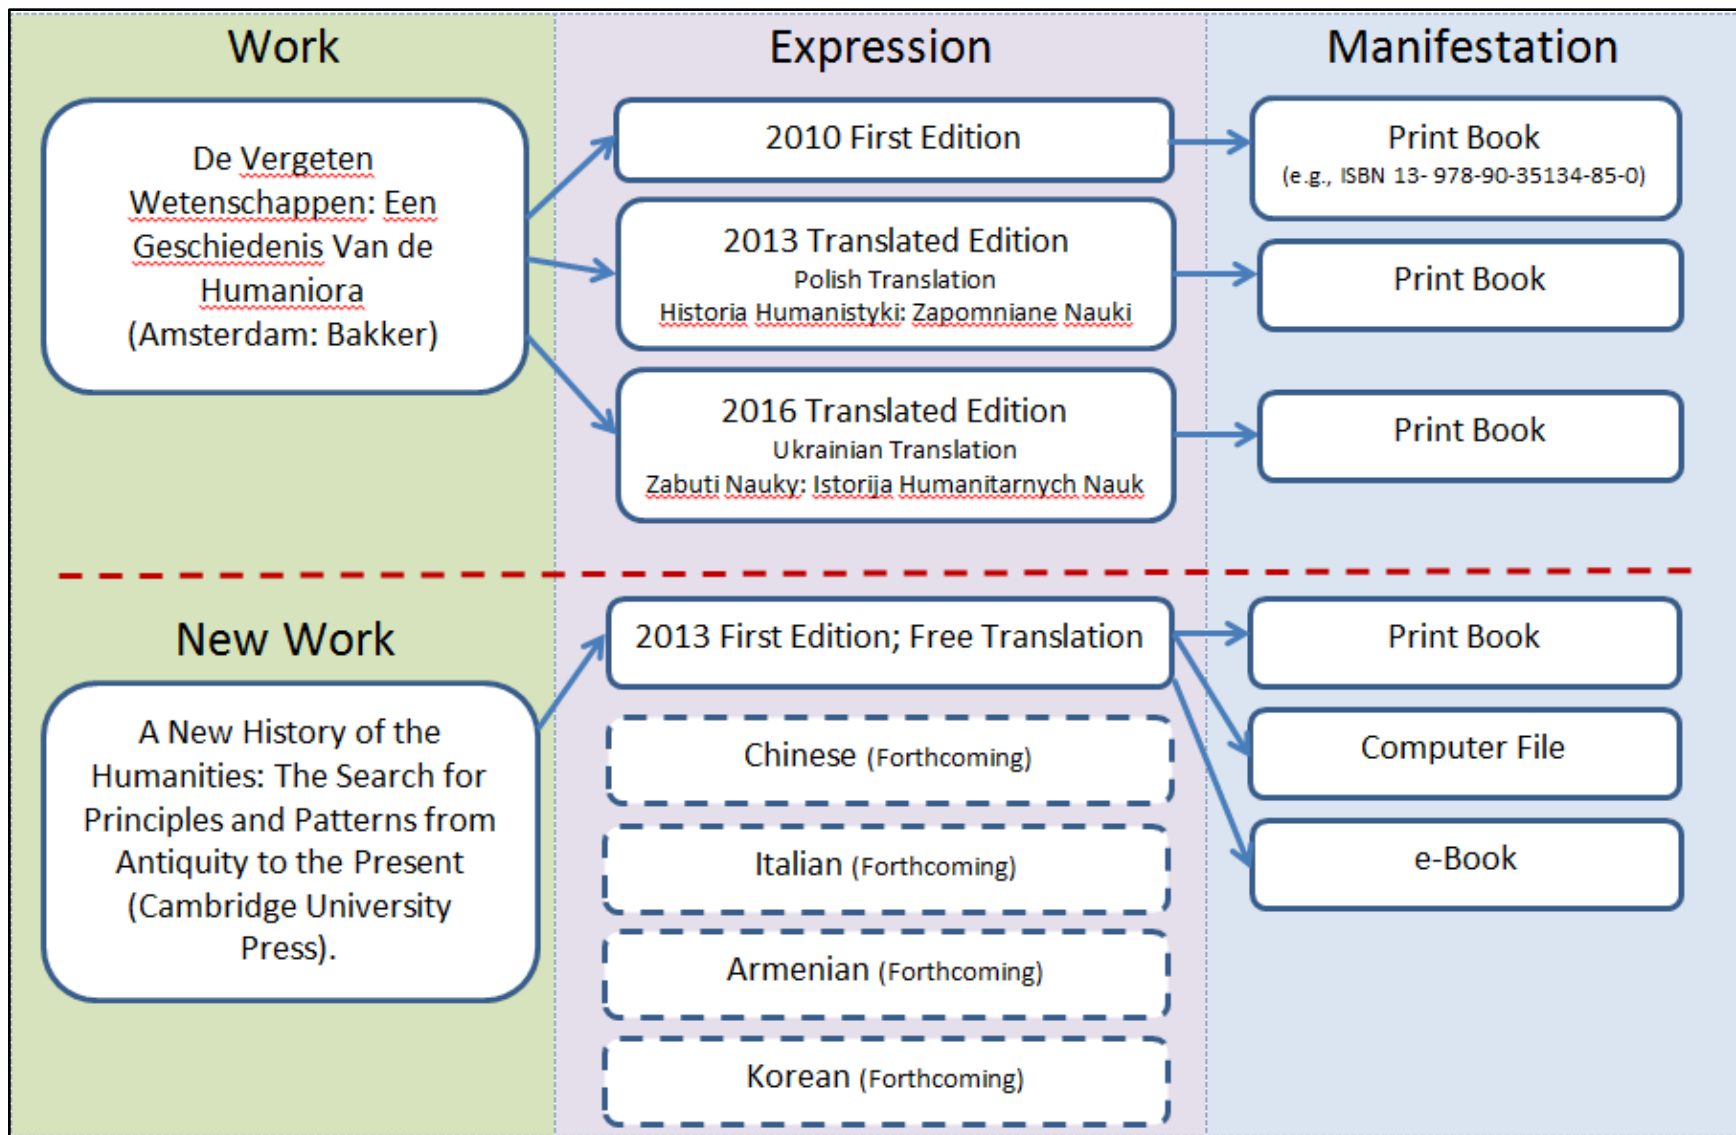 Work
Expression
Manifestation
De Vergeten
Wetenschappen: Een
Geschiedenis Van de
Humaniora
(Amsterdam: Bakker)
2010 First Edition
Print Book
(e.g., ISBN 13- 978-90-35134-85-0)
2013 Translated Edition
Polish Translation
Historia Humanistyki: Zapomniane Nauki
Print Book
2016 Translated Edition
Ukrainian Translation
Zabuti Nauky: Istorija Humanitarnych Nauk
Print Book
New Work
A New History of the
Humanities: The Search for
Principles and Patterns from
Antiquity to the Present
(Cambridge University
Press).
2013 First Edition; Free Translation
Chinese (Forthcoming)
Italian (Forthcoming)
Armenian (Forthcoming)
Korean (Forthcoming)
Print Book
Computer File
e-Book